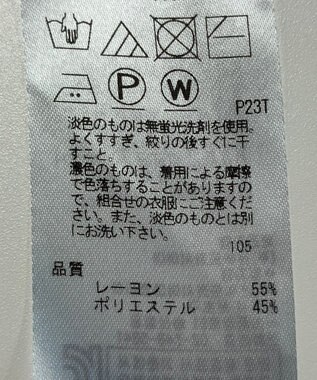 P
W
P23T
淡色のものは無蛍光洗剤を使用。
よくすすぎ、絞りの後すぐに干
すこと。
濃色のものは、着用による摩擦
で色落ちすることがありますの
で、組合せの衣服にご注意くだ
さい。また、淡色のものとは別
にお洗い下さい。
105
品質
レーヨン 55%
ポリエステル 45%